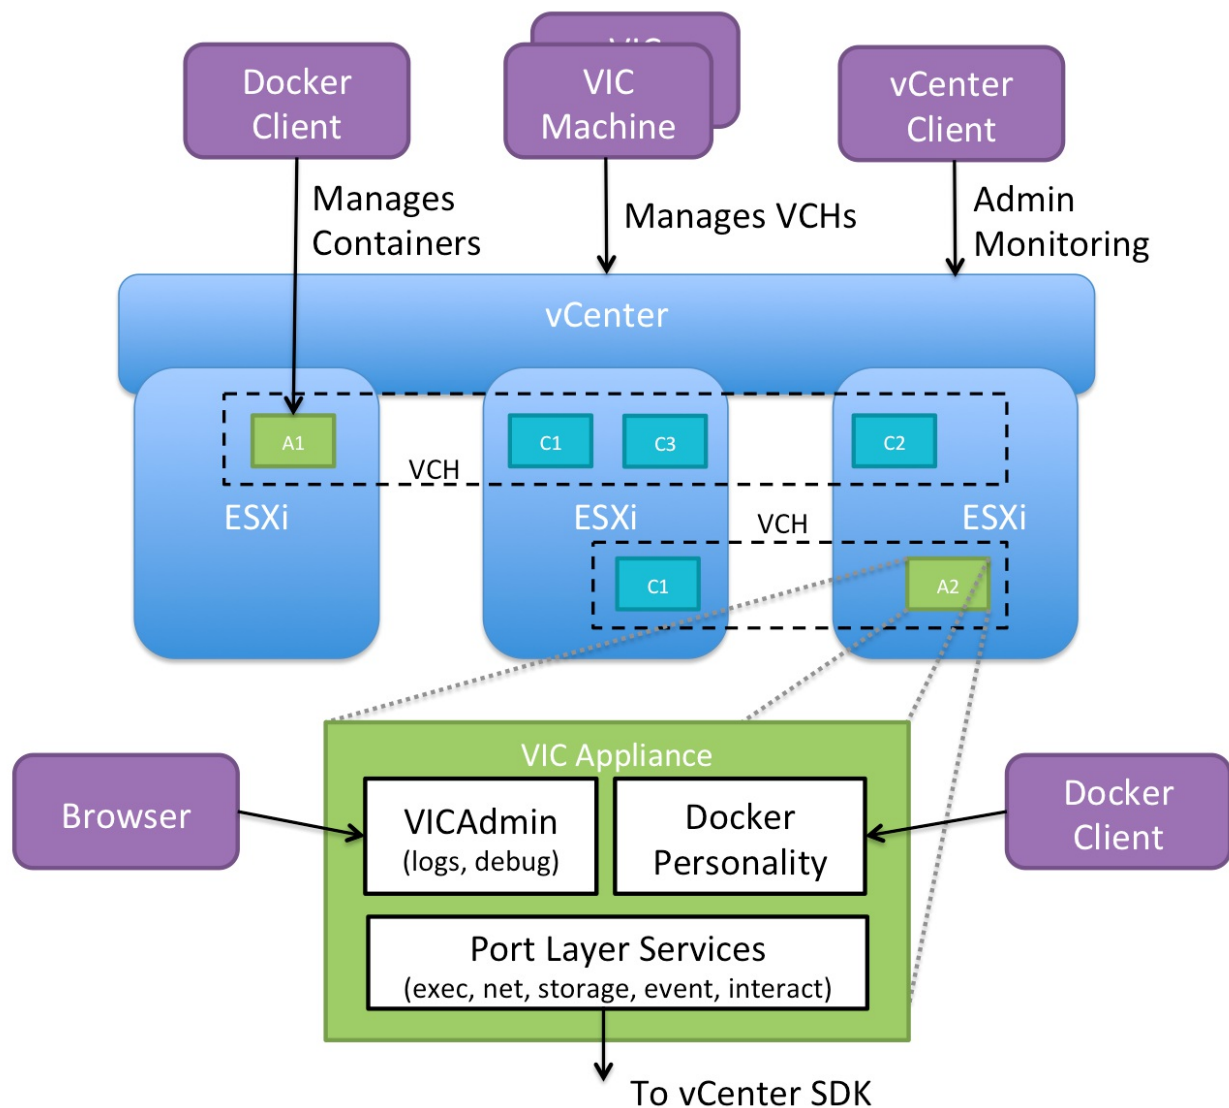 Docker
Client
VIC
VIC
Machine
vCenter
Client
Manages
Containers
Manages VCHs
Admin
Monitoring
vCenter
A1
C1
C3
C2
VCH
ESXi
ESXi
ESXi
VCH
C1
A2
VIC Appliance
Browser
VICAdmin
(logs, debug)
Docker
Personality
Docker
Client
Port Layer Services
(exec, net, storage, event, interact)
To vCenter SDK